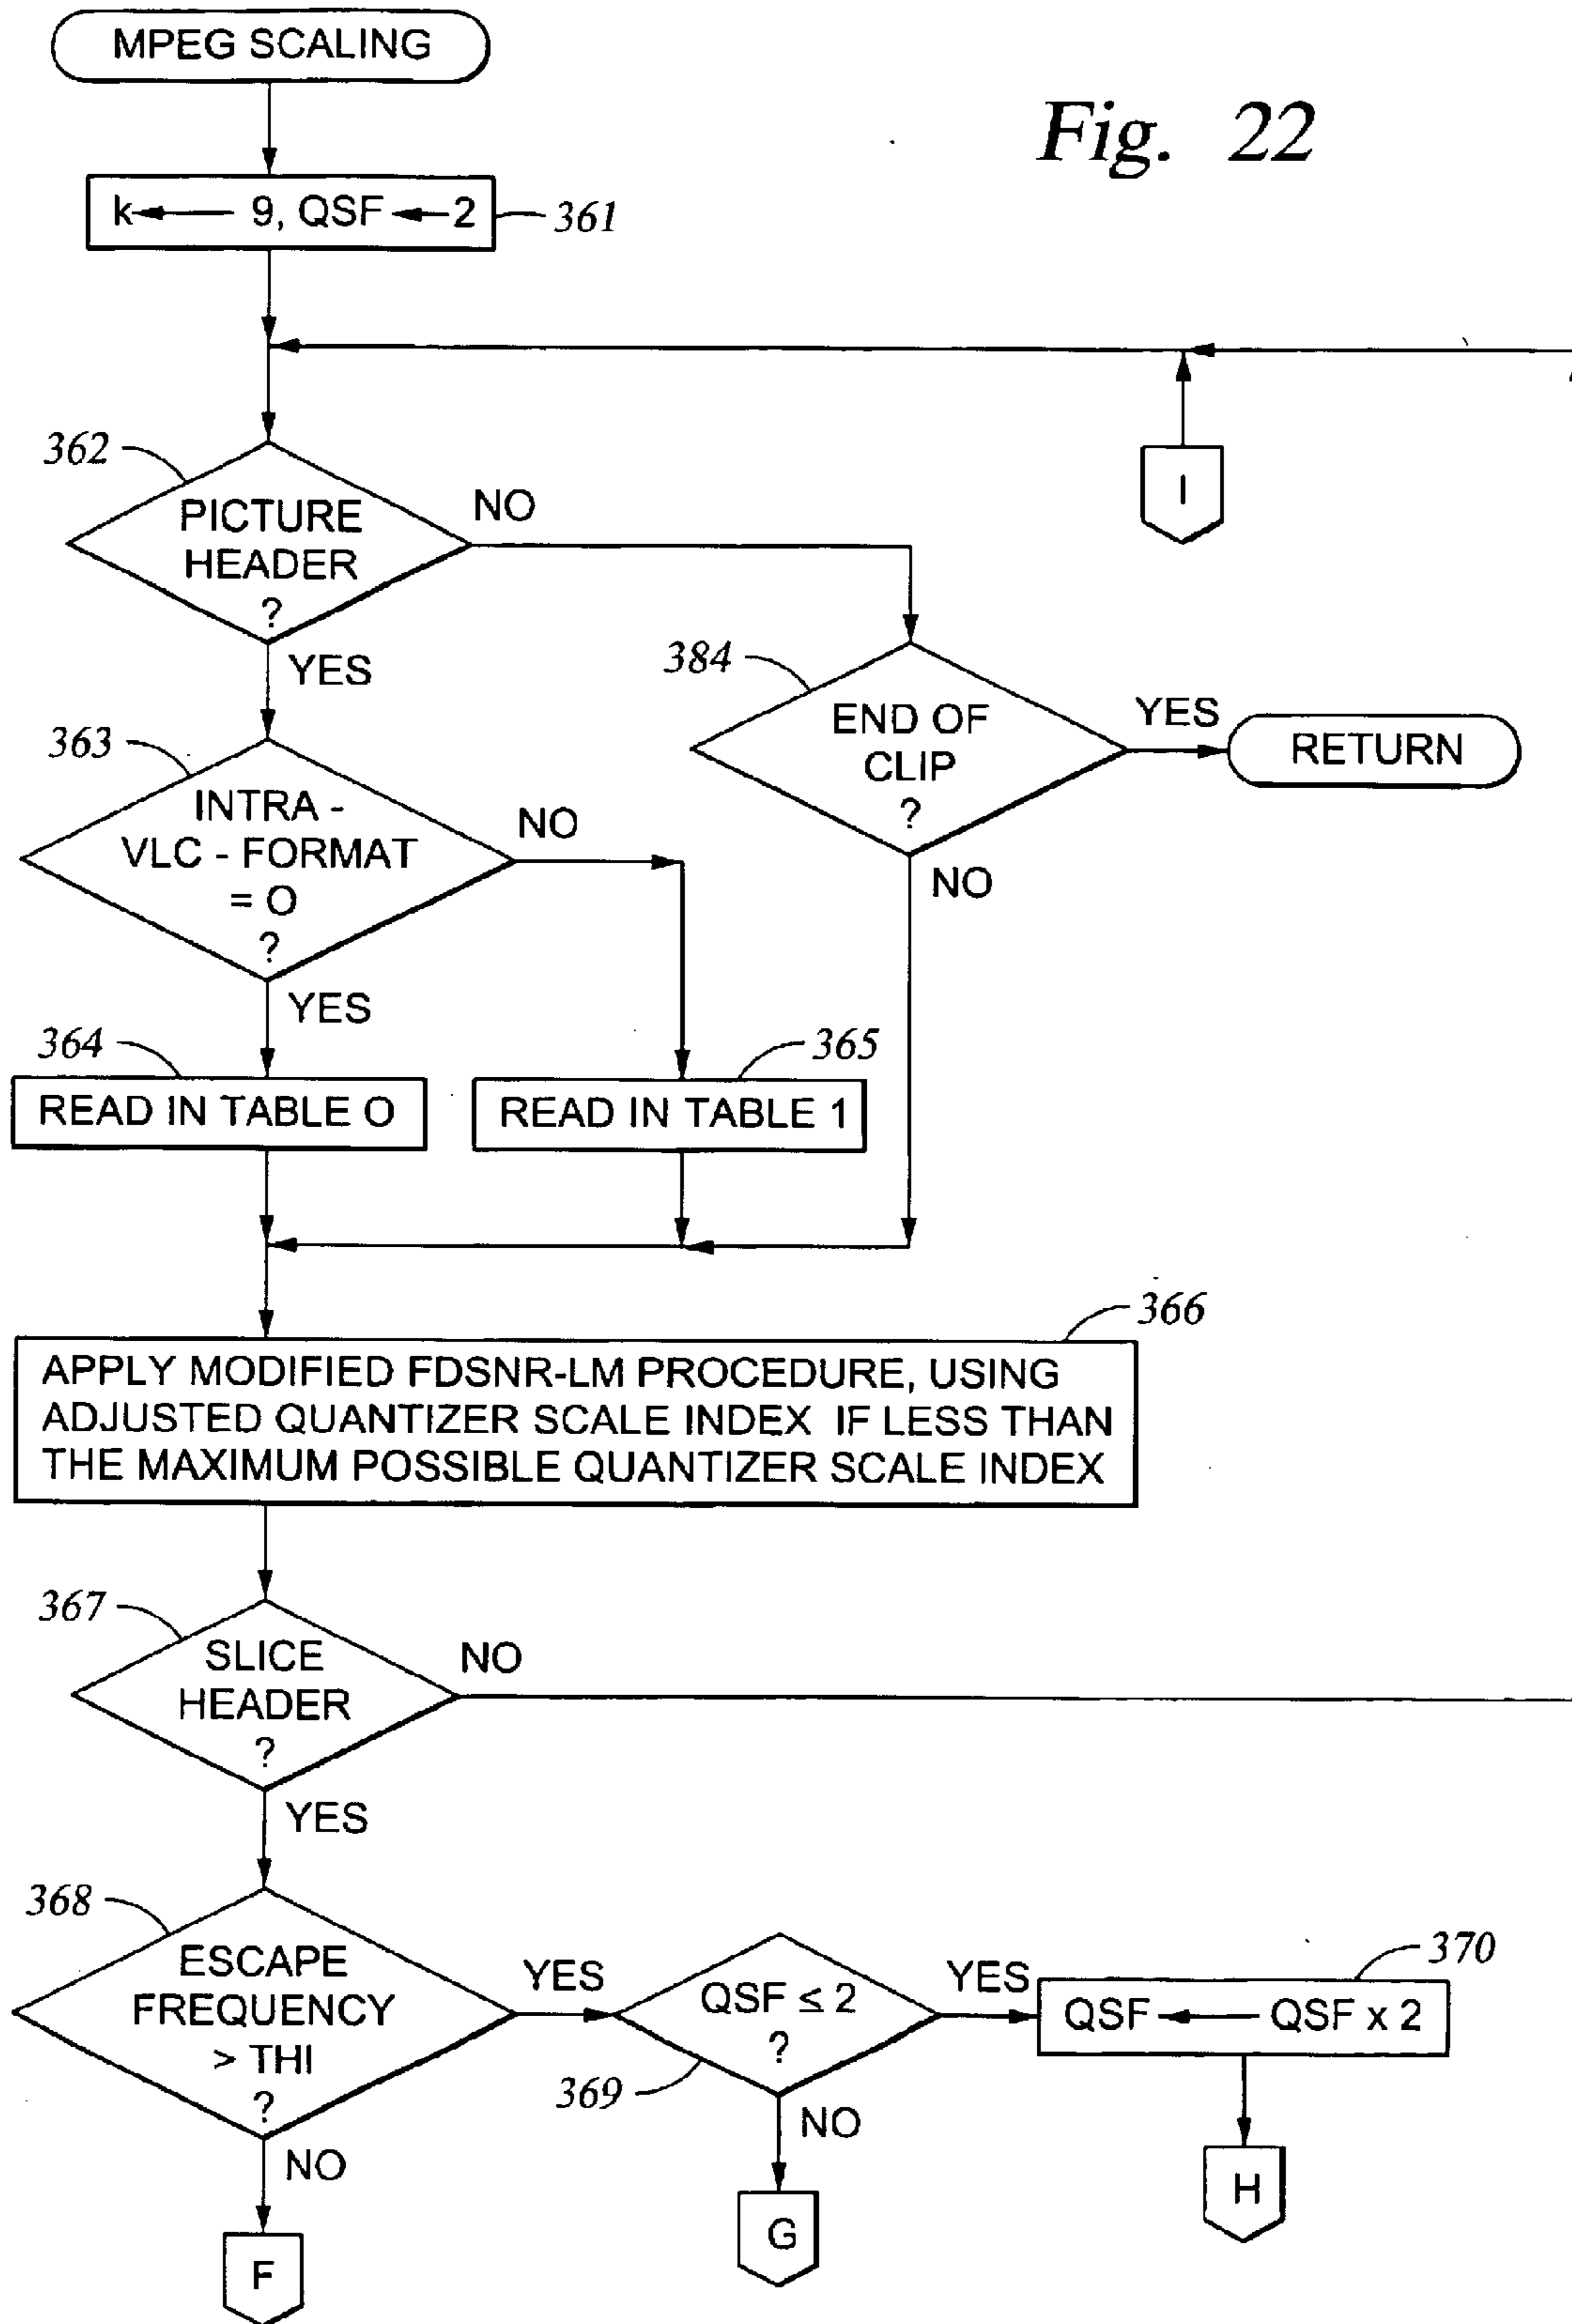 MPEG SCALING
Fig. 22
k ← 9, QSF ← 2
361
362
PICTURE
HEADER
?
NO
I
YES
384
END OF
CLIP
?
YES
RETURN
NO
363
INTRA -
VLC - FORMAT
= O
?
NO
YES
364
READ IN TABLE O
365
READ IN TABLE 1
366
APPLY MODIFIED FDSNR-LM PROCEDURE, USING
ADJUSTED QUANTIZER SCALE INDEX IF LESS THAN
THE MAXIMUM POSSIBLE QUANTIZER SCALE INDEX
367
SLICE
HEADER
?
NO
YES
368
ESCAPE
FREQUENCY
> THI
?
YES
NO
F
QSF ≤ 2
?
369
YES
NO
G
370
QSF ← QSF x 2
H